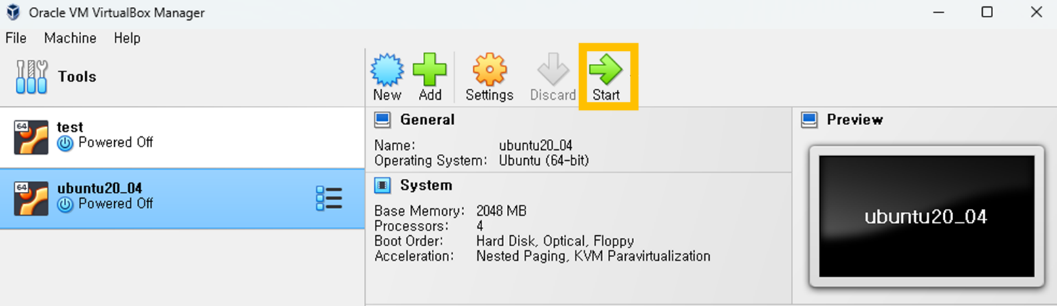 Oracle VM VirtualBox Manager
File Machine Help
Tools
New Add Settings Discard Start
64 test
Powered Off
64 ubuntu20_04
Powered Off
General
Name: ubuntu20_04
Operating System: Ubuntu (64-bit)
System
Base Memory: 2048 MB
Processors: 4
Boot Order: Hard Disk, Optical, Floppy
Acceleration: Nested Paging, KVM Paravirtualization
Preview
ubuntu20_04